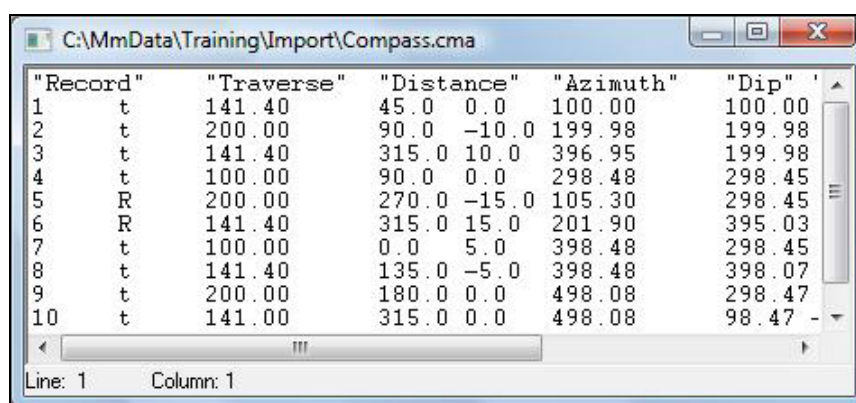 C:\MmData\Training\Import\Compass.cma
"Record" "Traverse" "Distance" "Azimuth" "Dip" '
1 t 141.40 45.0 0.0 100.00 100.00
2 t 200.00 90.0 -10.0 199.98 199.98
3 t 141.40 315.0 10.0 396.95 199.98
4 t 100.00 90.0 0.0 298.48 298.45
5 R 200.00 270.0 -15.0 105.30 298.45
6 R 141.40 315.0 15.0 201.90 395.03
7 t 100.00 0.0 5.0 398.48 298.45
8 t 141.40 135.0 -5.0 398.48 398.07
9 t 200.00 180.0 0.0 498.08 298.47
10 t 141.00 315.0 0.0 498.08 98.47 -
Line: 1 Column: 1